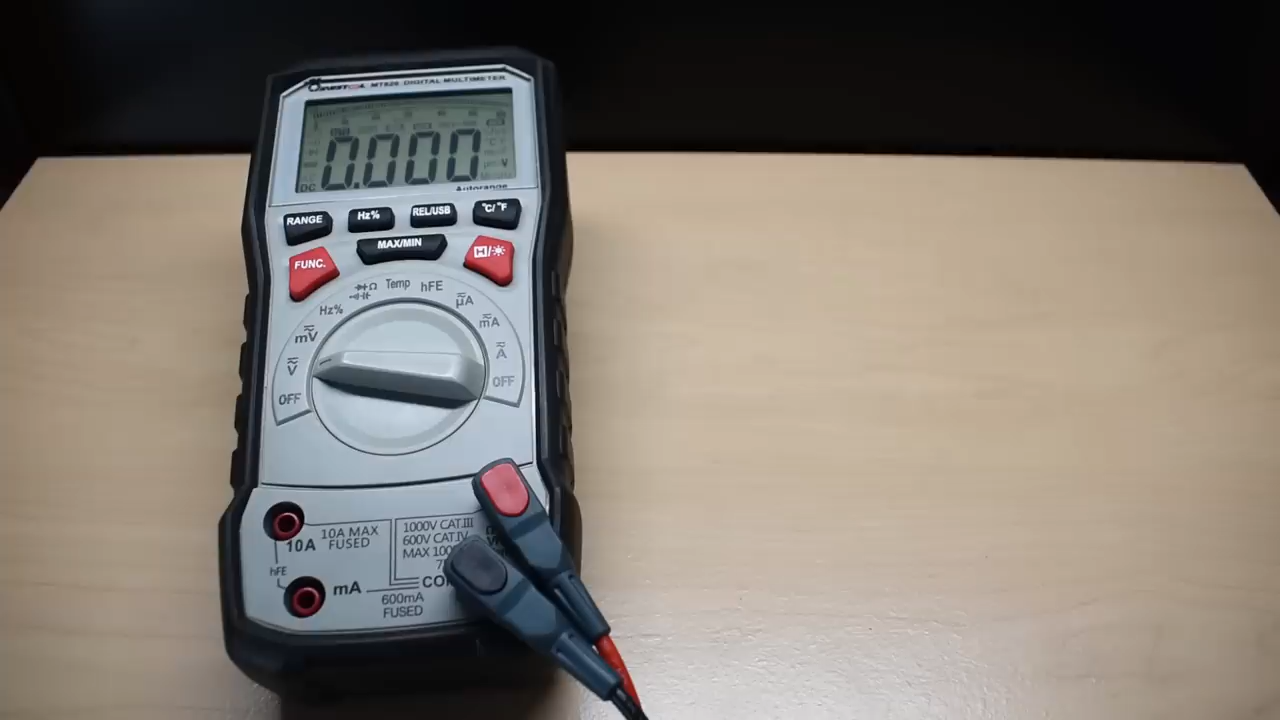 MT826 DIGITAL MULTIMETER
0.000
DC
V
Autorange
RANGE
Hz%
REL/USB
°C/°F
FUNC.
MAX/MIN
H/☀
OFF
V
mV
Hz%
Ω
Temp
hFE
µA
mA
A
OFF
10A
10A MAX
FUSED
hFE
mA
600mA
FUSED
1000V CAT.III
600V CAT.IV